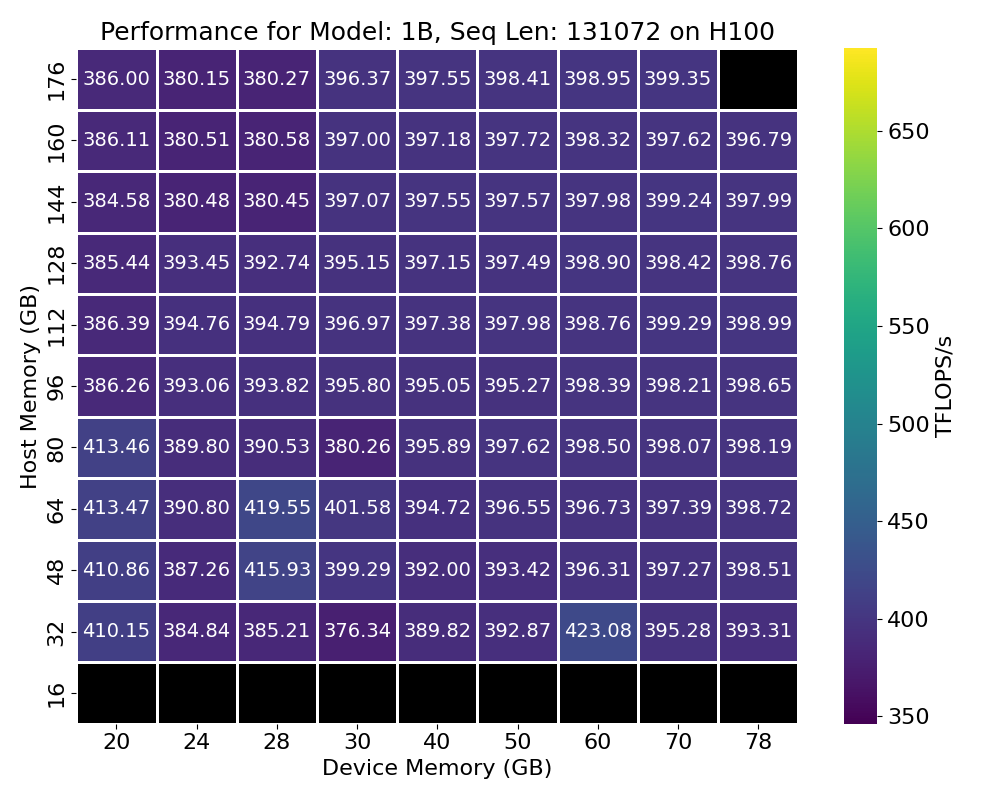 Performance for Model: 1B, Seq Len: 131072 on H100
176 386.00 380.15 380.27 396.37 397.55 398.41 398.95 399.35
160 386.11 380.51 380.58 397.00 397.18 397.72 398.32 397.62 396.79
144 384.58 380.48 380.45 397.07 397.55 397.57 397.98 399.24 397.99
128 385.44 393.45 392.74 395.15 397.15 397.49 398.90 398.42 398.76
112 386.39 394.76 394.79 396.97 397.38 397.98 398.76 399.29 398.99
96 386.26 393.06 393.82 395.80 395.05 395.27 398.39 398.21 398.65
80 413.46 389.80 390.53 380.26 395.89 397.62 398.50 398.07 398.19
64 413.47 390.80 419.55 401.58 394.72 396.55 396.73 397.39 398.72
48 410.86 387.26 415.93 399.29 392.00 393.42 396.31 397.27 398.51
32 410.15 384.84 385.21 376.34 389.82 392.87 423.08 395.28 393.31
16
20 24 28 30 40 50 60 70 78
Device Memory (GB)
Host Memory (GB)
650
600
550
500
450
400
350
TFLOPS/s